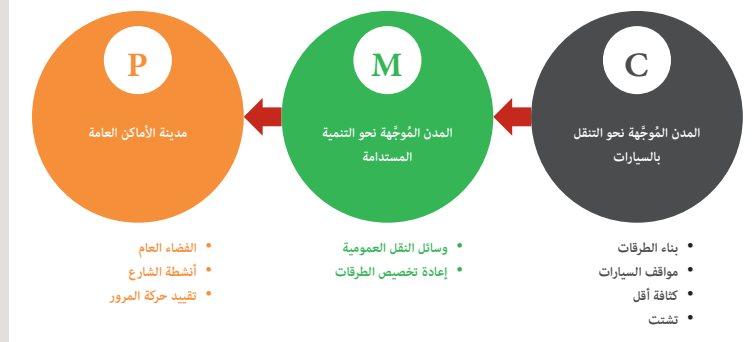 C
المدن المُوجَّهة نحو التنقل
بالسيارات
• بناء الطرقات
• مواقف السيارات
• كثافة أقل
• تشتت
M
المدن المُوجَّهة نحو التنمية
المستدامة
• وسائل النقل العمومية
• إعادة تخصيص الطرقات
P
مدينة الأماكن العامة
• الفضاء العام
• أنشطة الشارع
• تقييد حركة المرور